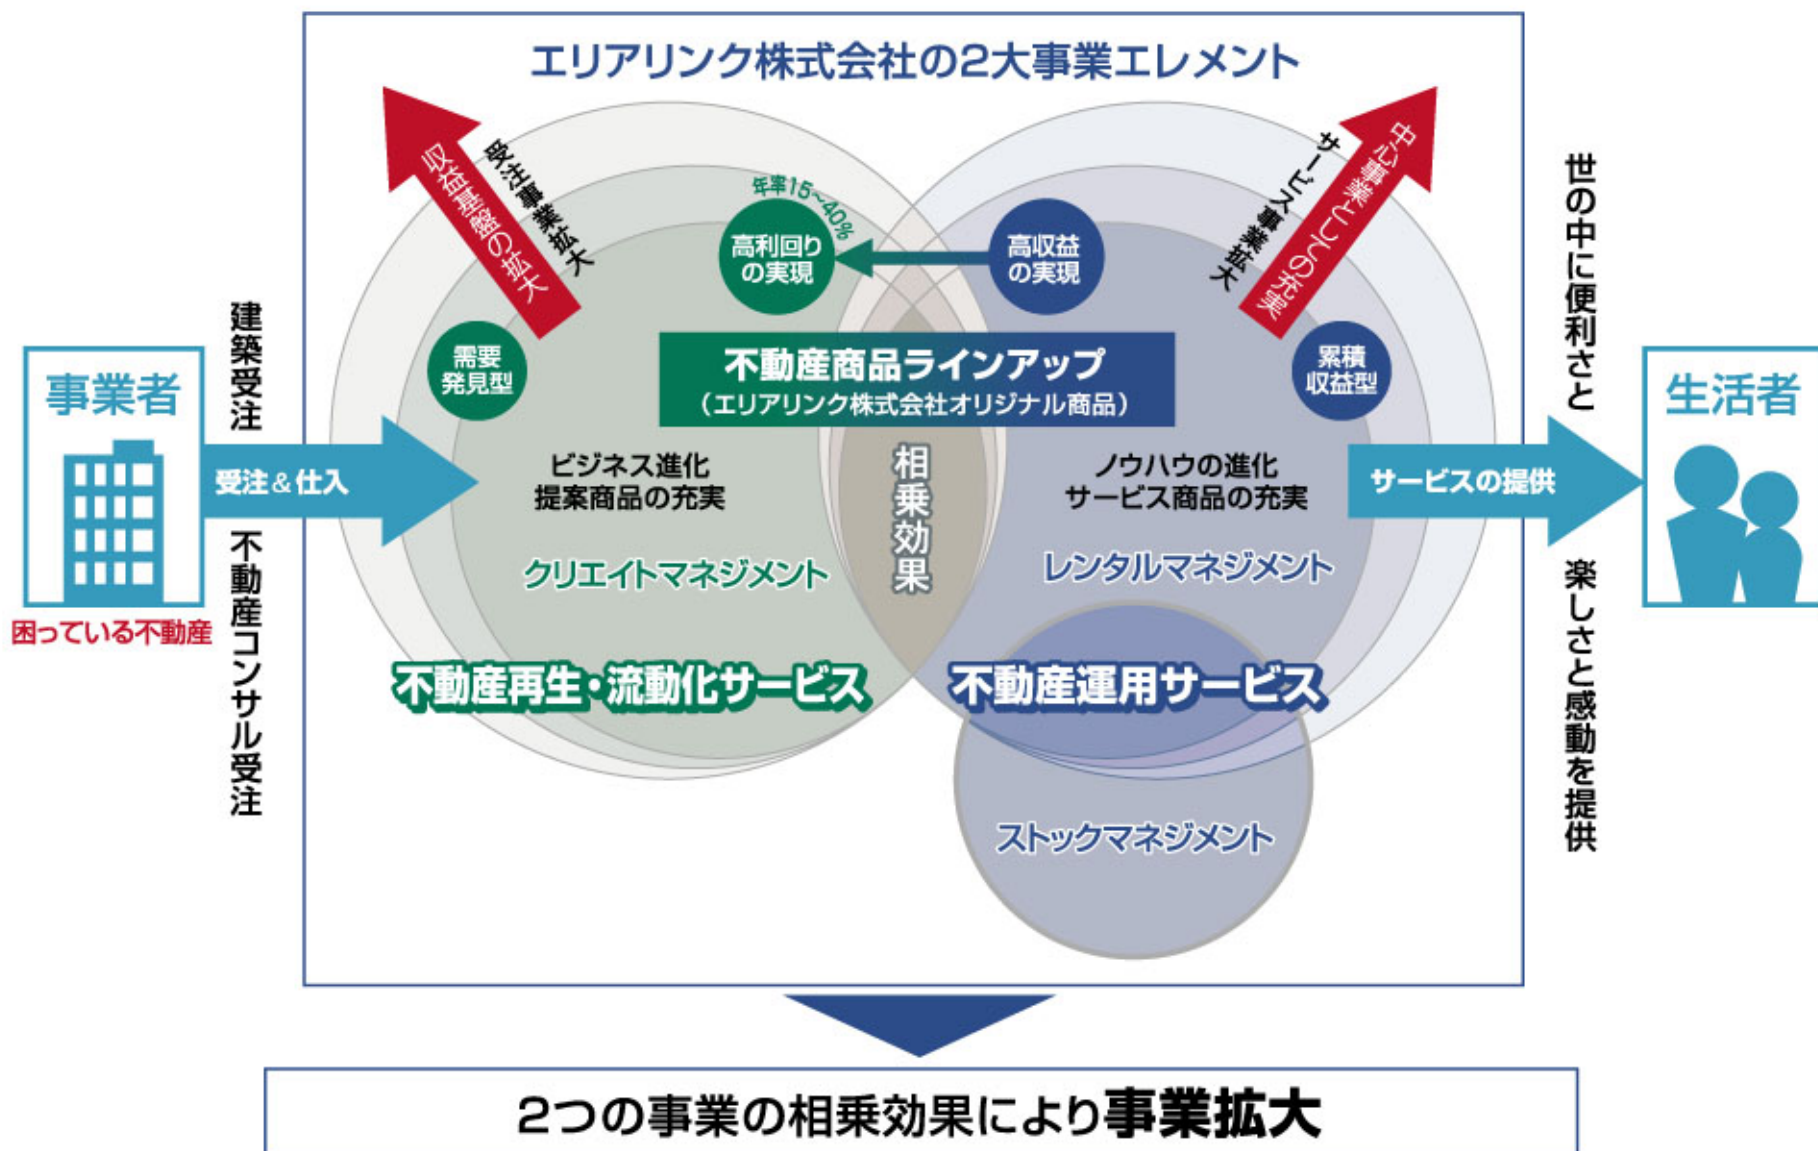 エリアリンク株式会社の2大事業エレメント
収益基盤の拡大
受注事業拡大
年率15~40%
高利回り
の実現
高収益
の実現
サービス事業拡大
中心事業としての充実
需要
発見型
累積
収益型
不動産商品ラインアップ
(エリアリンク株式会社オリジナル商品)
建築受注
事業者
受注&仕入
困っている不動産
不動産コンサル受注
ビジネス進化
提案商品の充実
クリエイトマネジメント
相乗効果
ノウハウの進化
サービス商品の充実
レンタルマネジメント
不動産再生・流動化サービス
不動産運用サービス
ストックマネジメント
世の中に便利さと
生活者
サービスの提供
楽しさと感動を提供
2つの事業の相乗効果により事業拡大